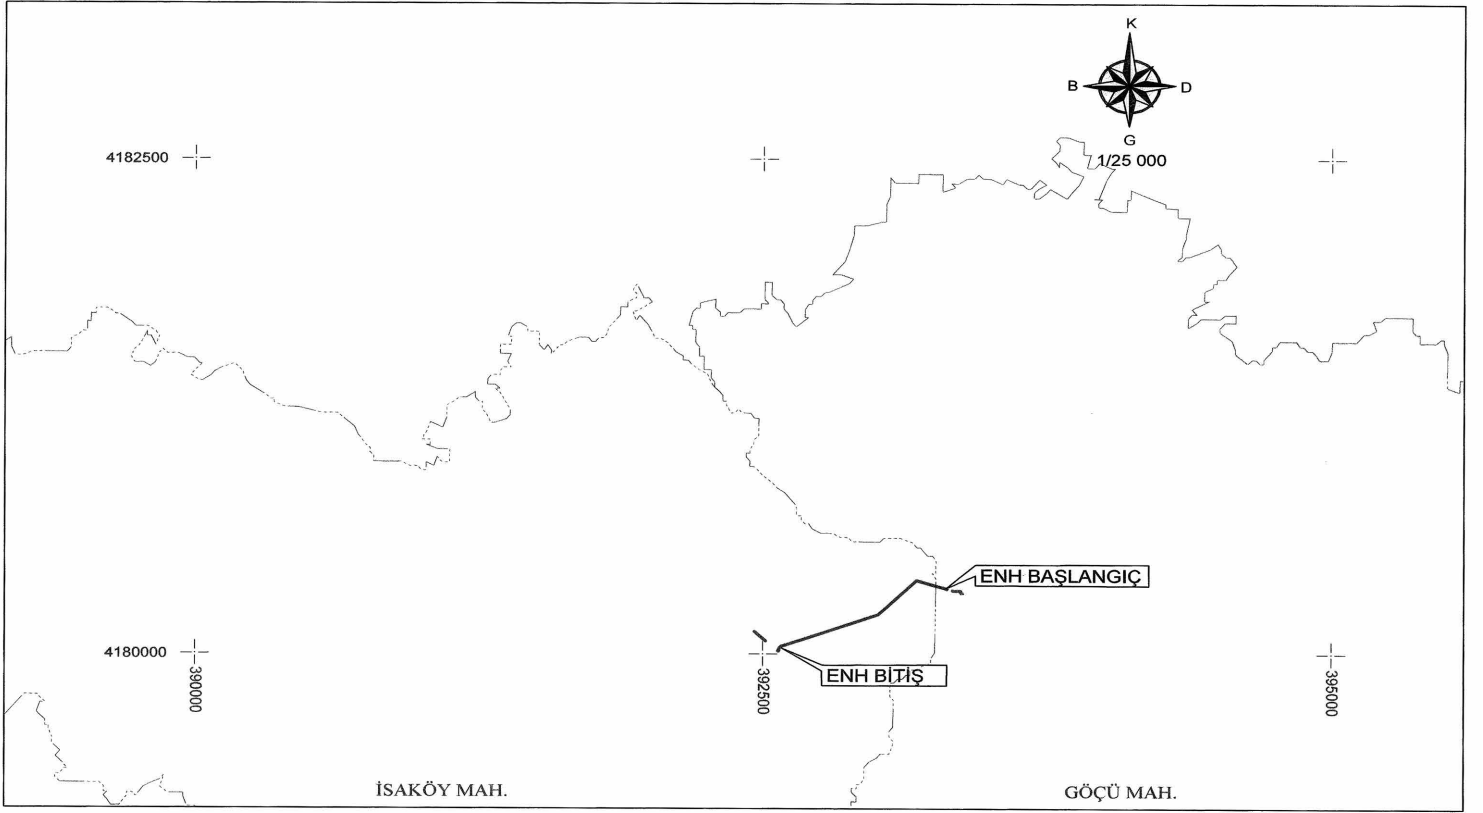 K
B
D
G
1/25 000
4182500
ENH BAŞLANGIÇ
4180000
390000
392500
395000
ENH BİTİŞ
İSAKÖY MAH.
GÖÇÜ MAH.